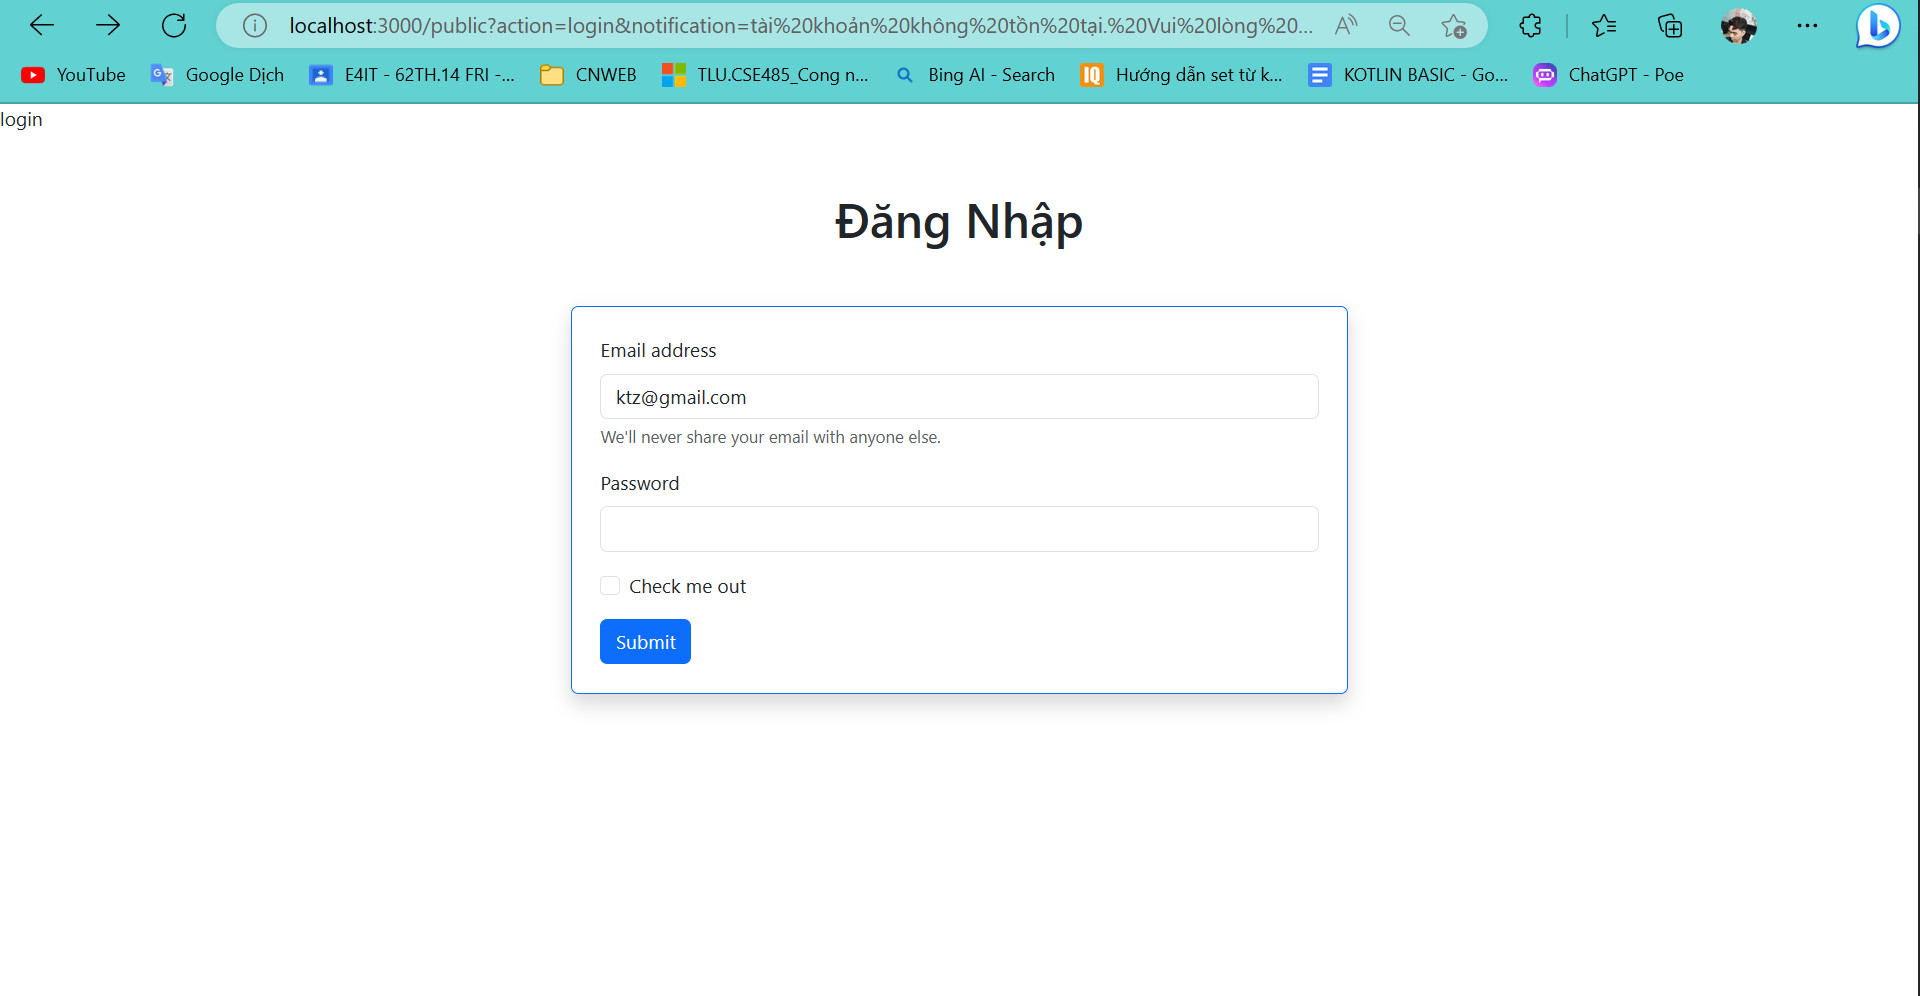 localhost:3000/public?action=login&notification=tài%20khoản%20không%20tồn%20tại.%20Vui%20lòng%20...
YouTube Google Dịch E4IT - 62TH.14 FRI -... CNWEB TLU.CSE485_Cong n... Bing AI - Search Hướng dẫn set từ k... KOTLIN BASIC - Go... ChatGPT - Poe
login
Đăng Nhập
Email address
ktz@gmail.com
We'll never share your email with anyone else.
Password
Check me out
Submit